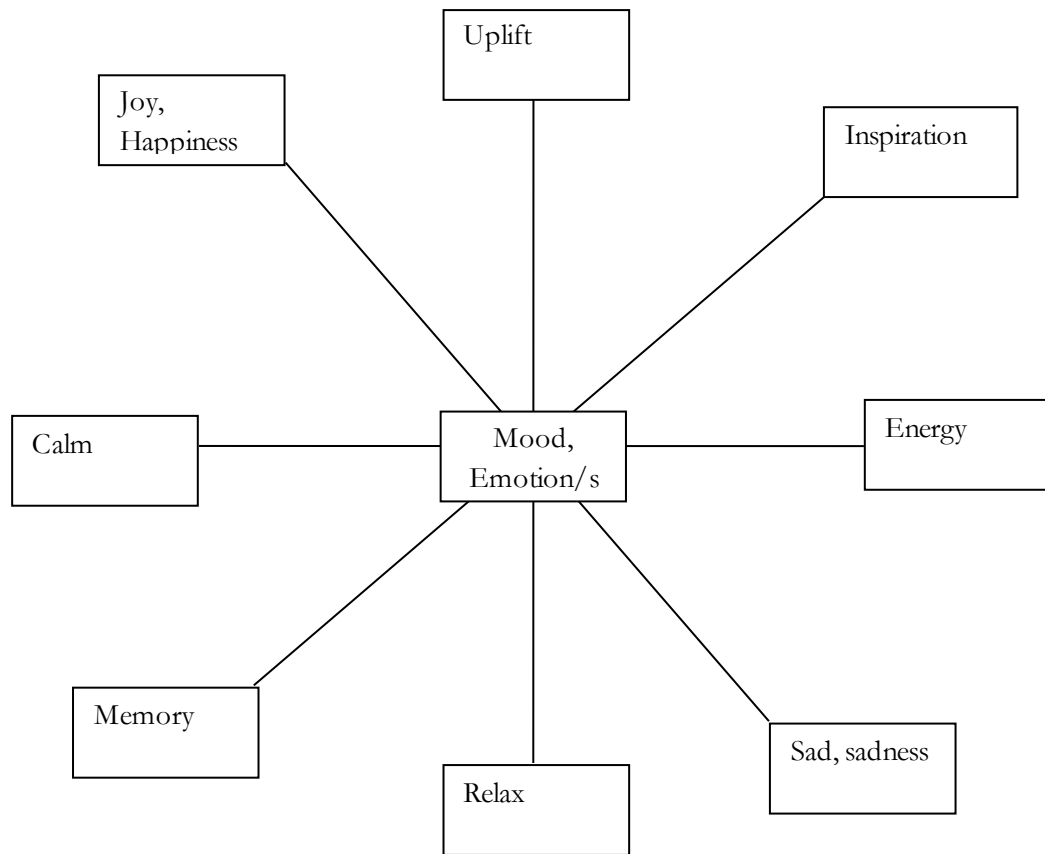 Uplift
Joy,
Happiness
Inspiration
Calm
Mood,
Emotion/s
Energy
Memory
Sad, sadness
Relax